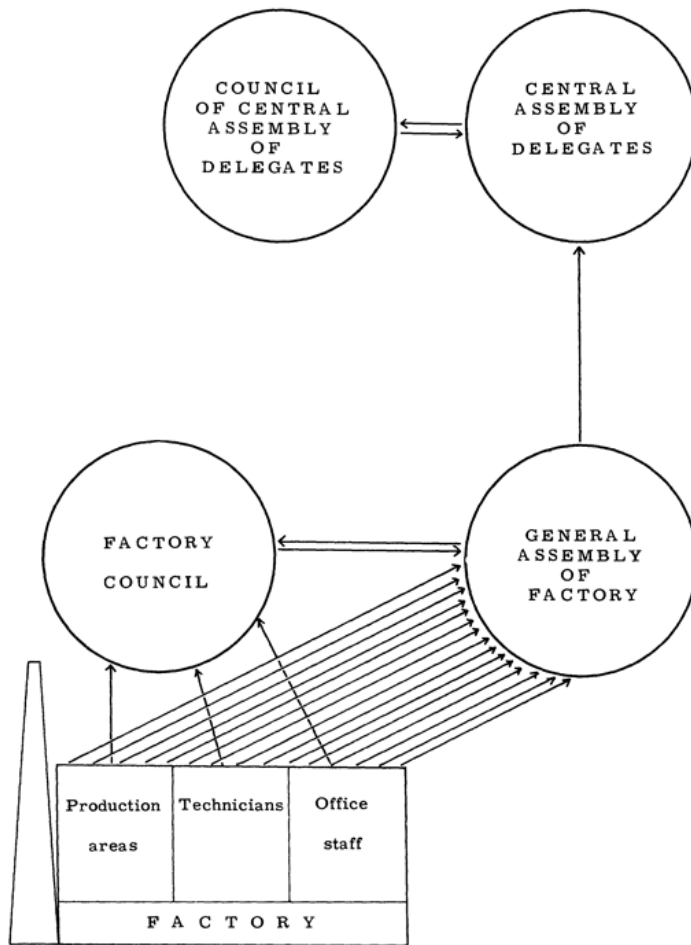 COUNCIL
OF CENTRAL
ASSEMBLY
OF
DELEGATES
CENTRAL
ASSEMBLY
OF
DELEGATES
FACTORY
COUNCIL
GENERAL
ASSEMBLY
OF
FACTORY
Production
areas
Technicians
Office
staff
FACTORY